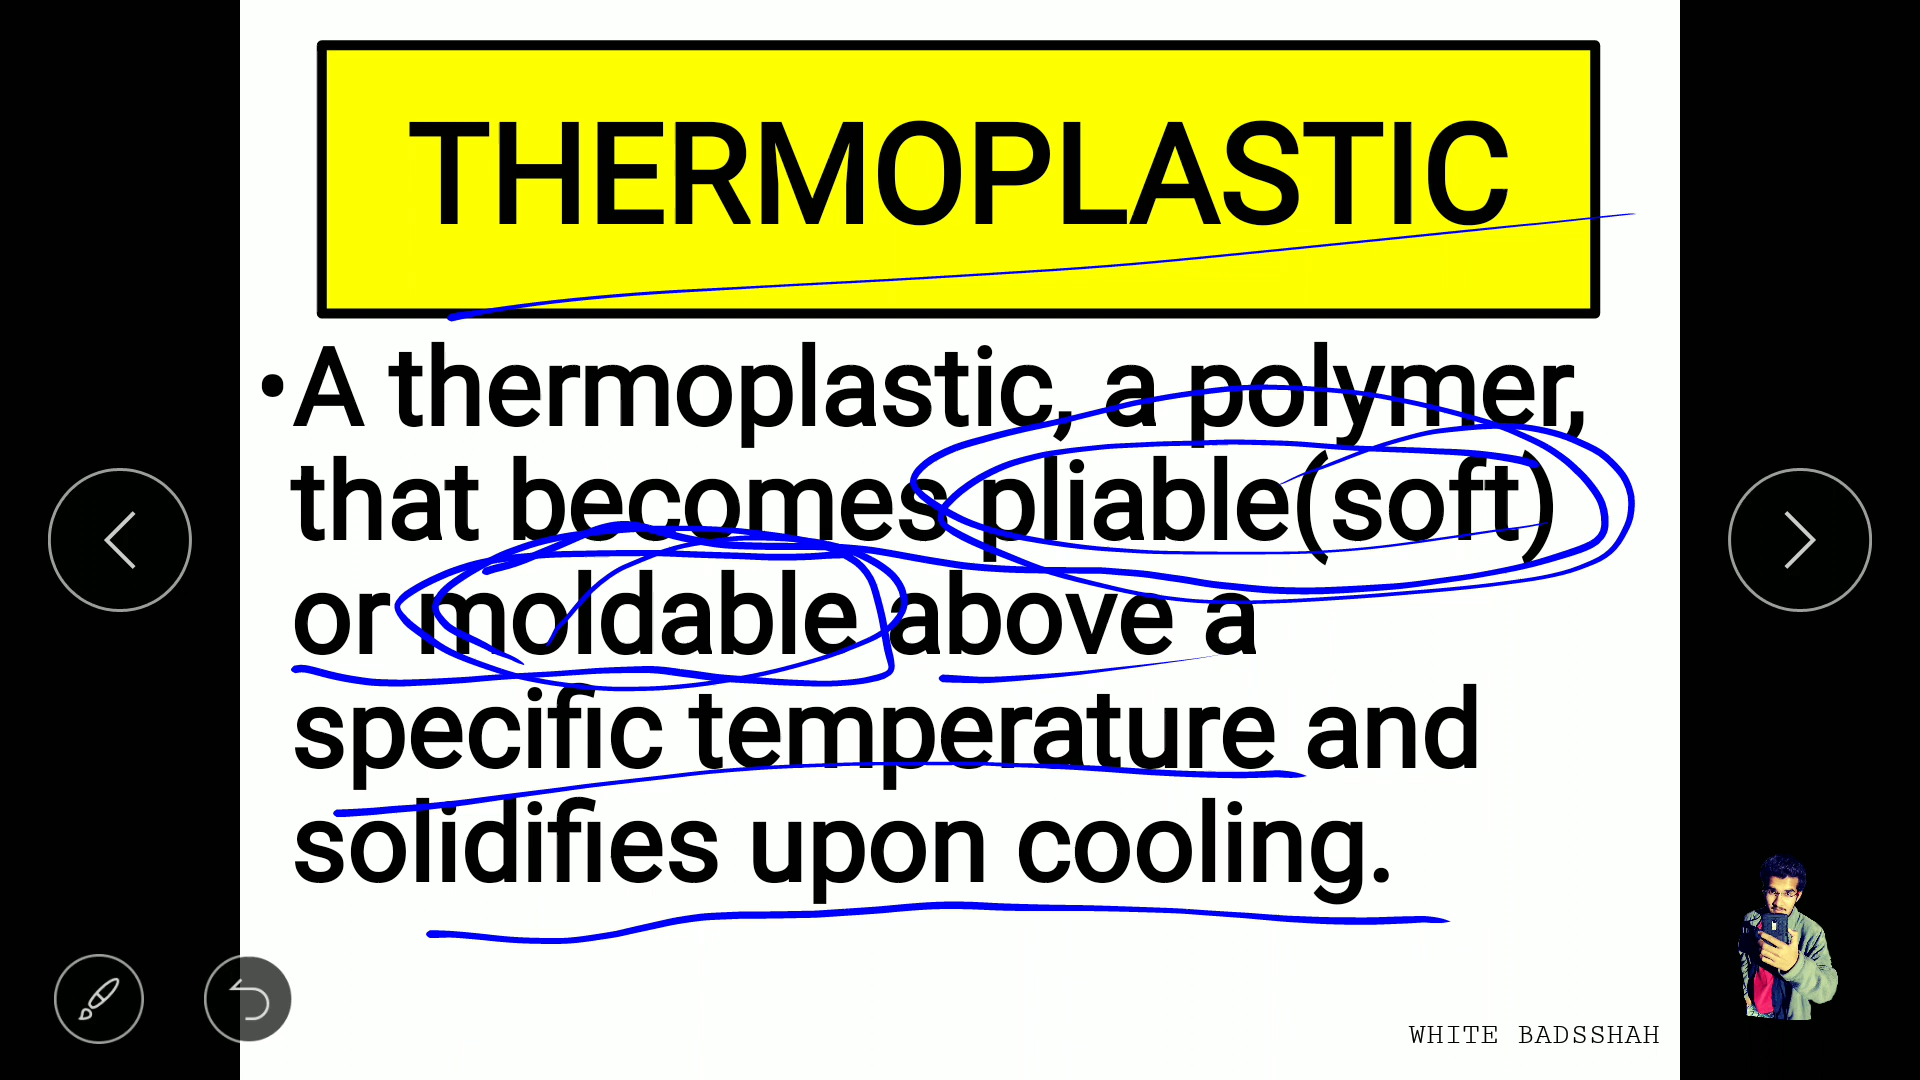 THERMOPLASTIC
•A thermoplastic, a polymer,
that becomes pliable(soft)
or moldable above a
specific temperature and
solidifies upon cooling.
WHITE BADSSHAH